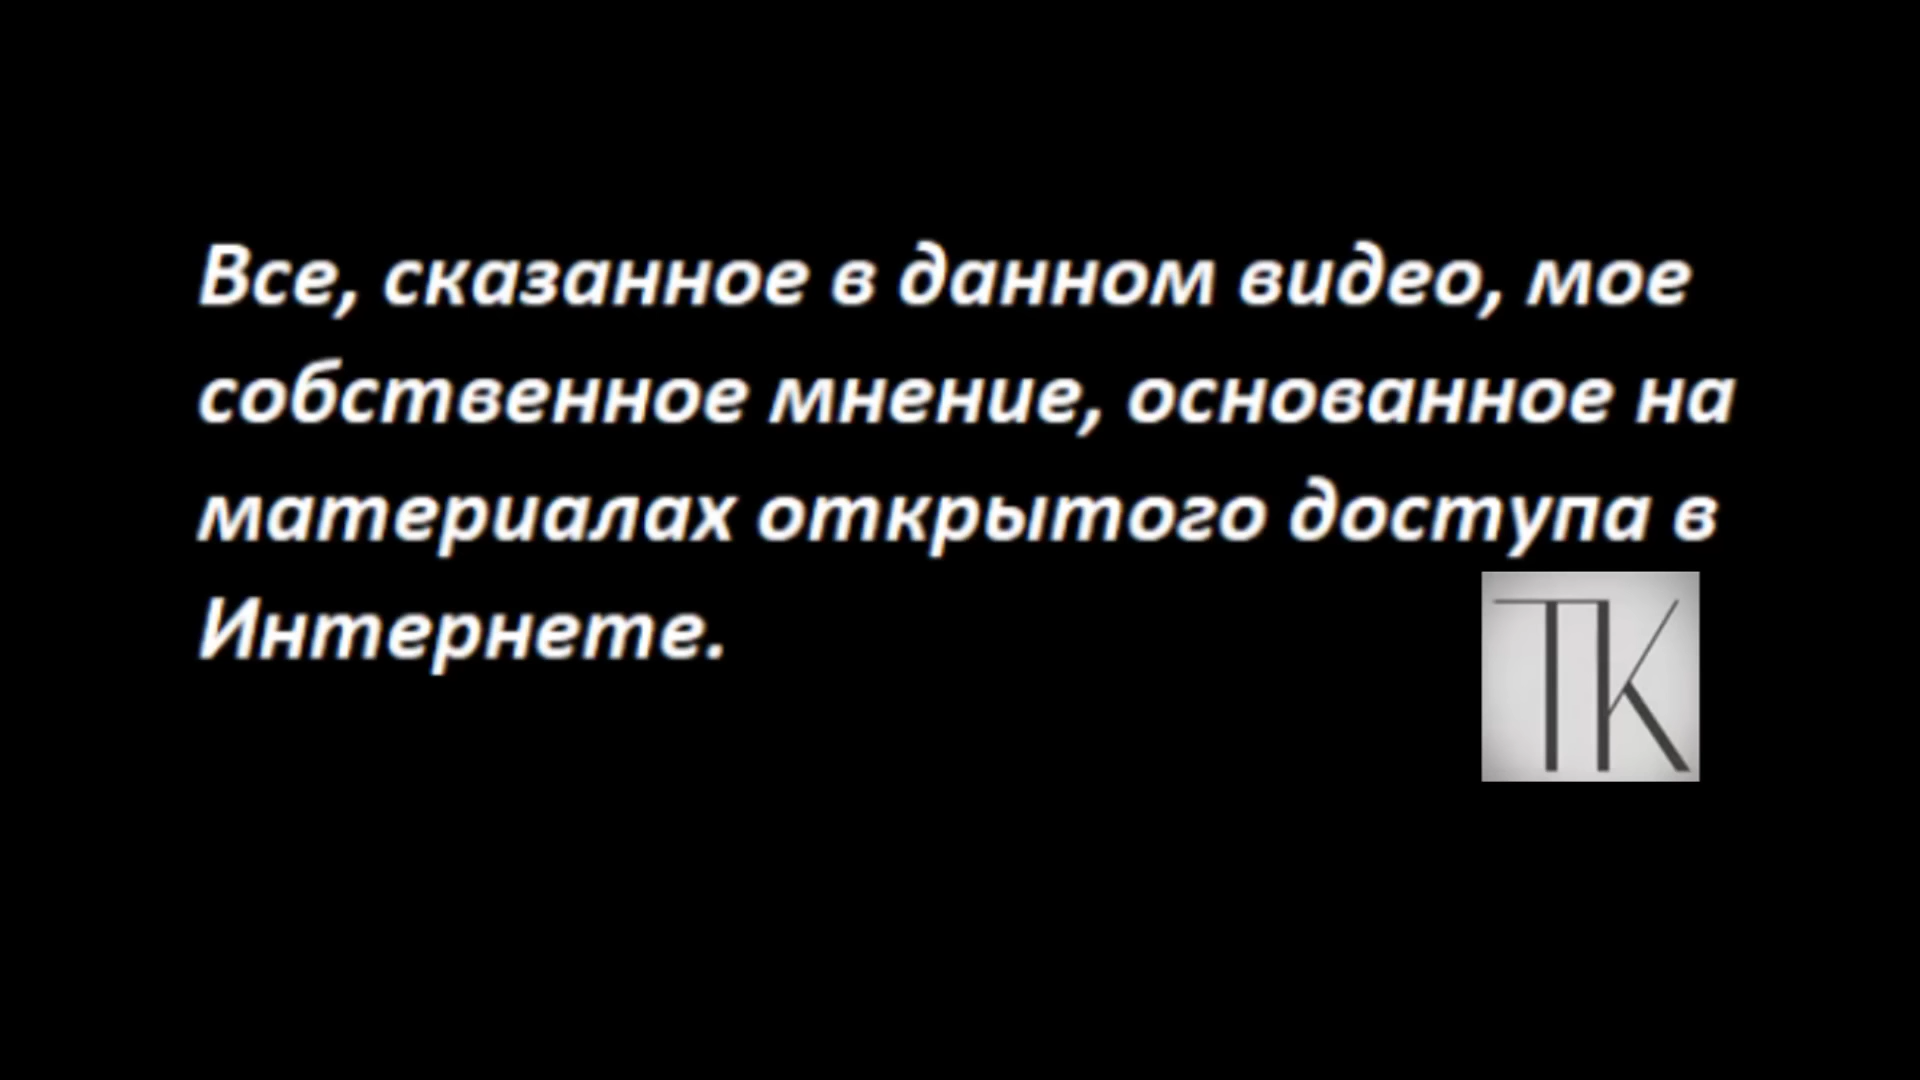 Все, сказанное в данном видео, мое
собственное мнение, основанное на
материалах открытого доступа в
Интернете.
TK